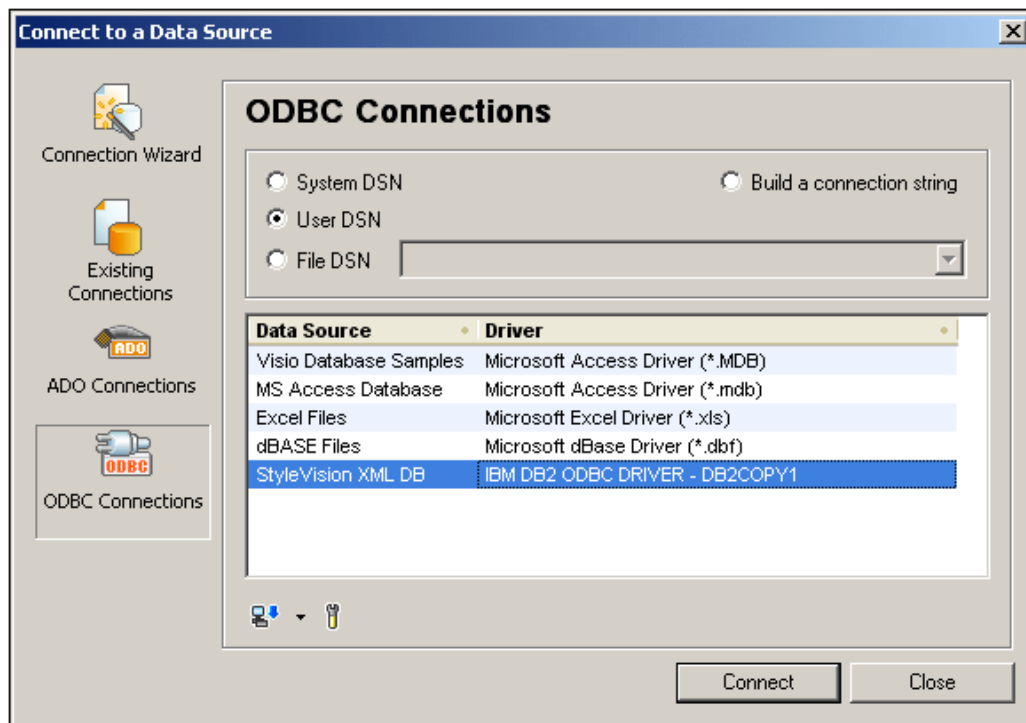 Connect to a Data Source
Connection Wizard
Existing
Connections
ADO
ADO Connections
ODBC
ODBC Connections
ODBC Connections
System DSN
Build a connection string
User DSN
File DSN
Data Source Driver
Visio Database Samples Microsoft Access Driver (*.MDB)
MS Access Database Microsoft Access Driver (*.mdb)
Excel Files Microsoft Excel Driver (*.xls)
dBASE Files Microsoft dBase Driver (*.dbf)
StyleVision XML DB IBM DB2 ODBC DRIVER - DB2COPY1
Connect
Close